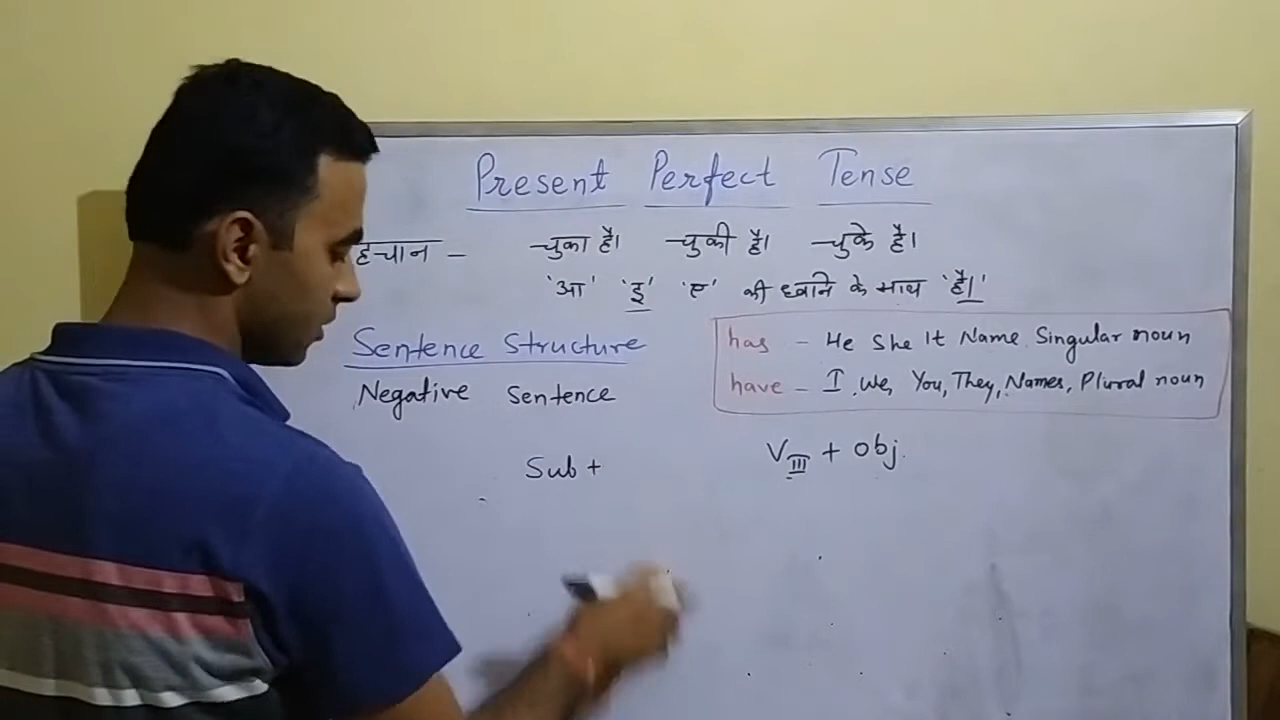 Present Perfect Tense
हचान - चुका है। चुकी है। चुके है।
'आ' 'इ' 'ए' की ध्वनि के साथ 'है।'
Sentence Structure
has - He She It Name Singular noun
have - I, We, You, They, Names, Plural noun
Negative Sentence
Sub + V III + Obj.